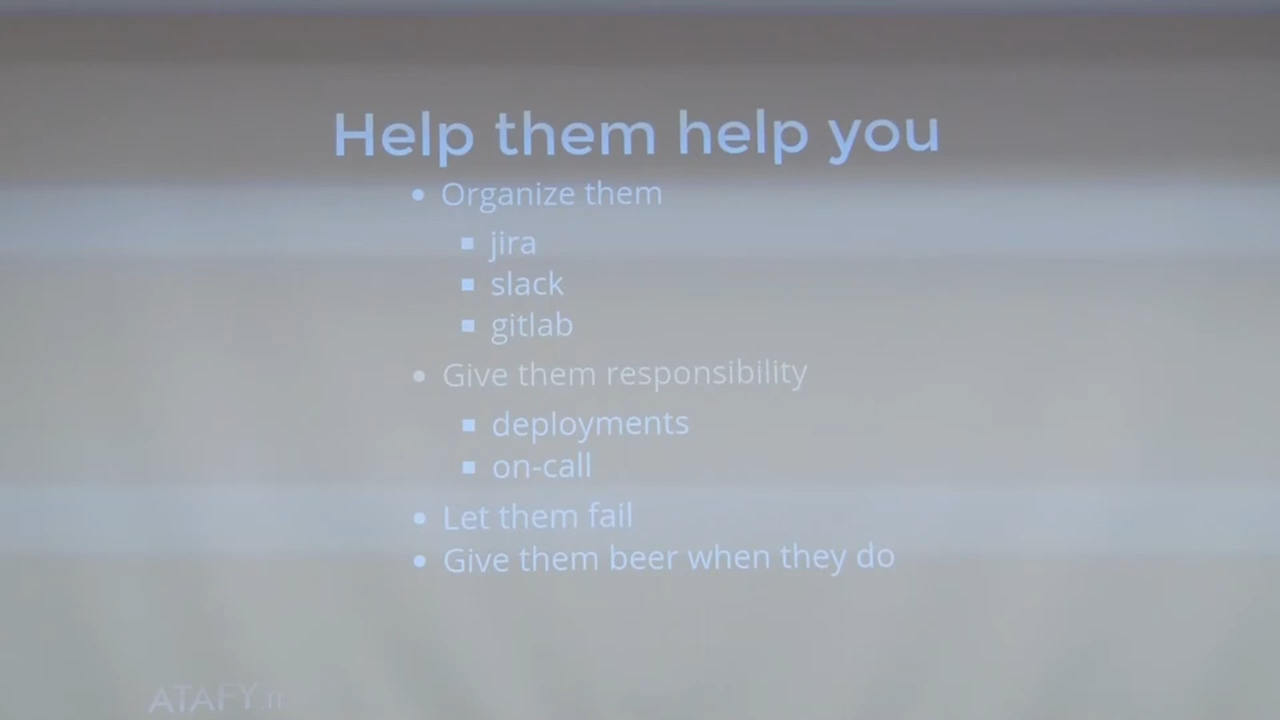 Help them help you
Organize them
jira
slack
gitlab
Give them responsibility
deployments
on-call
Let them fail
Give them beer when they do
ATAFY